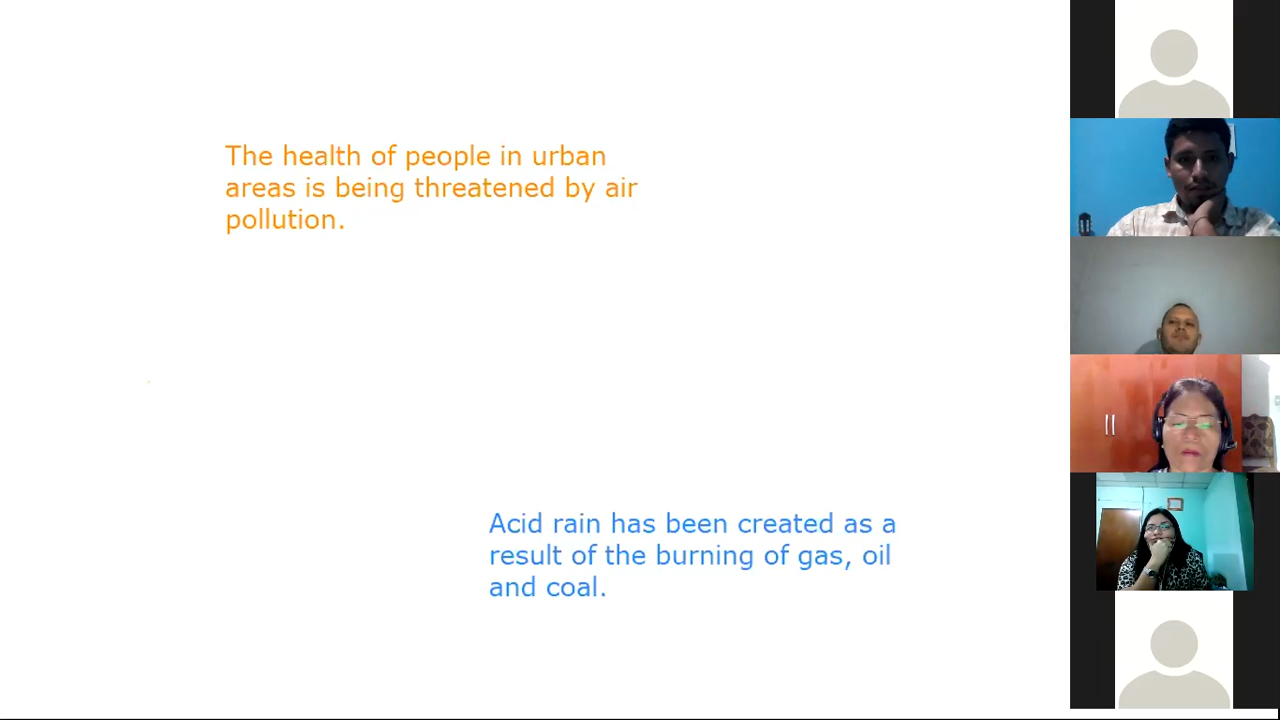 The health of people in urban
areas is being threatened by air
pollution.
Acid rain has been created as a
result of the burning of gas, oil
and coal.